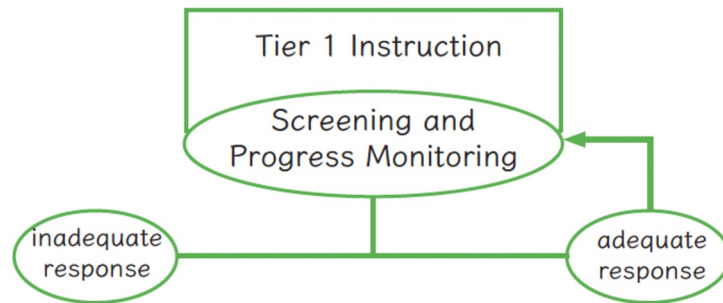 Tier 1 Instruction
Screening and
Progress Monitoring
inadequate
response
adequate
response